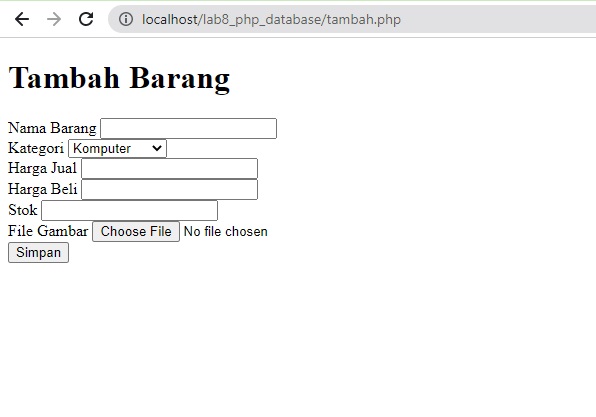 localhost/lab8_php_database/tambah.php
Tambah Barang
Nama Barang
Kategori Komputer
Harga Jual
Harga Beli
Stok
File Gambar Choose File No file chosen
Simpan